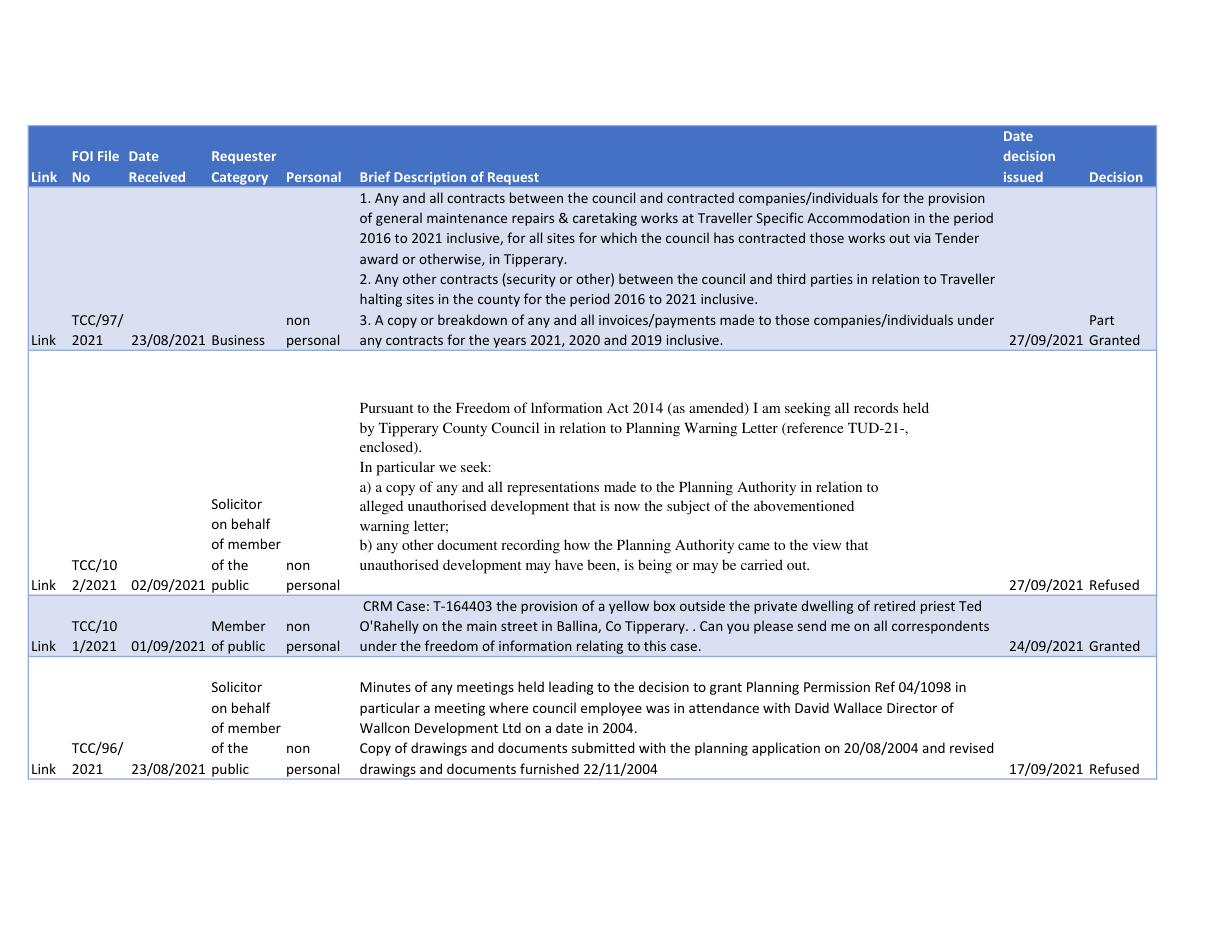 Link FOI File No Date Received Requester Category Personal Brief Description of Request Date decision issued Decision
1. Any and all contracts between the council and contracted companies/individuals for the provision
of general maintenance repairs & caretaking works at Traveller Specific Accommodation in the period
2016 to 2021 inclusive, for all sites for which the council has contracted those works out via Tender
award or otherwise, in Tipperary.
2. Any other contracts (security or other) between the council and third parties in relation to Traveller
halting sites in the county for the period 2016 to 2021 inclusive.
TCC/97/ non 3. A copy or breakdown of any and all invoices/payments made to those companies/individuals under Part
Link 2021 23/08/2021 Business personal any contracts for the years 2021, 2020 and 2019 inclusive. 27/09/2021 Granted
Pursuant to the Freedom of Information Act 2014 (as amended) I am seeking all records held
by Tipperary County Council in relation to Planning Warning Letter (reference TUD-21-,
enclosed).
In particular we seek:
a) a copy of any and all representations made to the Planning Authority in relation to
Solicitor alleged unauthorised development that is now the subject of the abovementioned
on behalf warning letter;
of member b) any other document recording how the Planning Authority came to the view that
TCC/10 of the non unauthorised development may have been, is being or may be carried out.
Link 2/2021 02/09/2021 public personal 27/09/2021 Refused
CRM Case: T-164403 the provision of a yellow box outside the private dwelling of retired priest Ted
TCC/10 Member non O'Rahelly on the main street in Ballina, Co Tipperary. . Can you please send me on all correspondents
Link 1/2021 01/09/2021 of public personal under the freedom of information relating to this case. 24/09/2021 Granted
Solicitor Minutes of any meetings held leading to the decision to grant Planning Permission Ref 04/1098 in
on behalf particular a meeting where council employee was in attendance with David Wallace Director of
of member Wallcon Development Ltd on a date in 2004.
TCC/96/ of the non Copy of drawings and documents submitted with the planning application on 20/08/2004 and revised
Link 2021 23/08/2021 public personal drawings and documents furnished 22/11/2004 17/09/2021 Refused